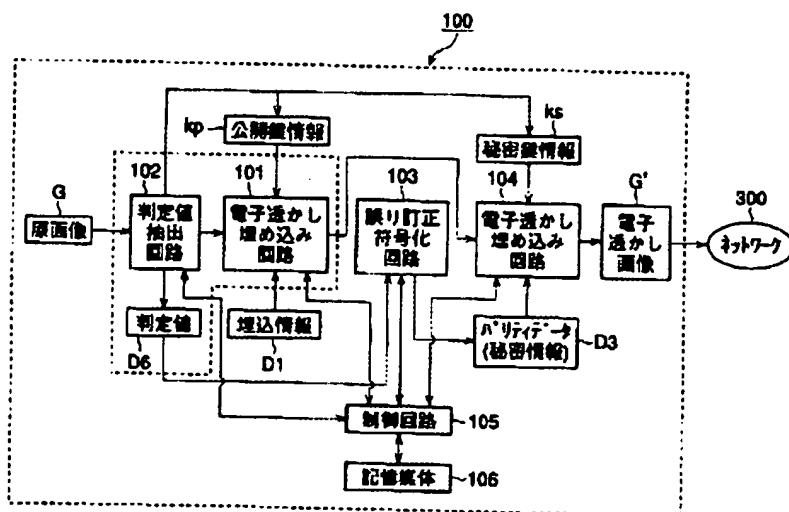 100
kp
公開鍵情報
ks
秘密鍵情報
G
原画像
102
判定値
抽出
回路
101
電子透かし
埋め込み
回路
103
誤り訂正
符号化
回路
104
電子透かし
埋め込み
回路
G'
電子
透かし
画像
300
ネットワーク
判定値
D6
埋込情報
D1
パリティデータ
(秘密情報)
D3
制御回路
105
記憶媒体
106